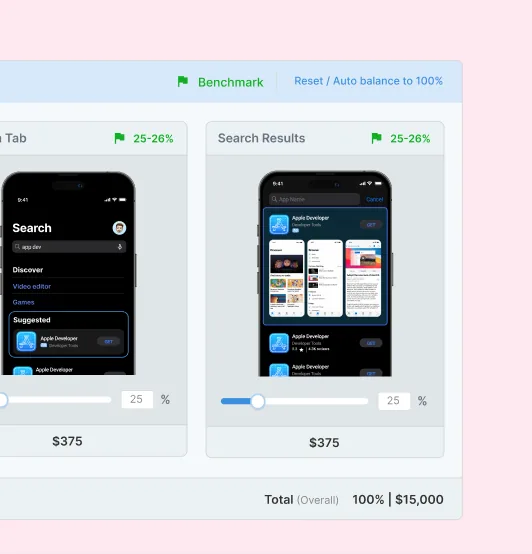 Benchmark
Reset / Auto balance to 100%
Tab
25-26%
9:41
Search
app dev
Discover
Video editor
Games
Suggested
Apple Developer
Developer Tools
GET
Apple Developer
25 %
$375
Search Results
25-26%
9:41
App Name
Cancel
Apple Developer
Developer Tools
GET
Apple Developer
Developer Tools
GET
Apple Developer
Developer Tools
GET
25 %
$375
Total (Overall) 100% | $15,000